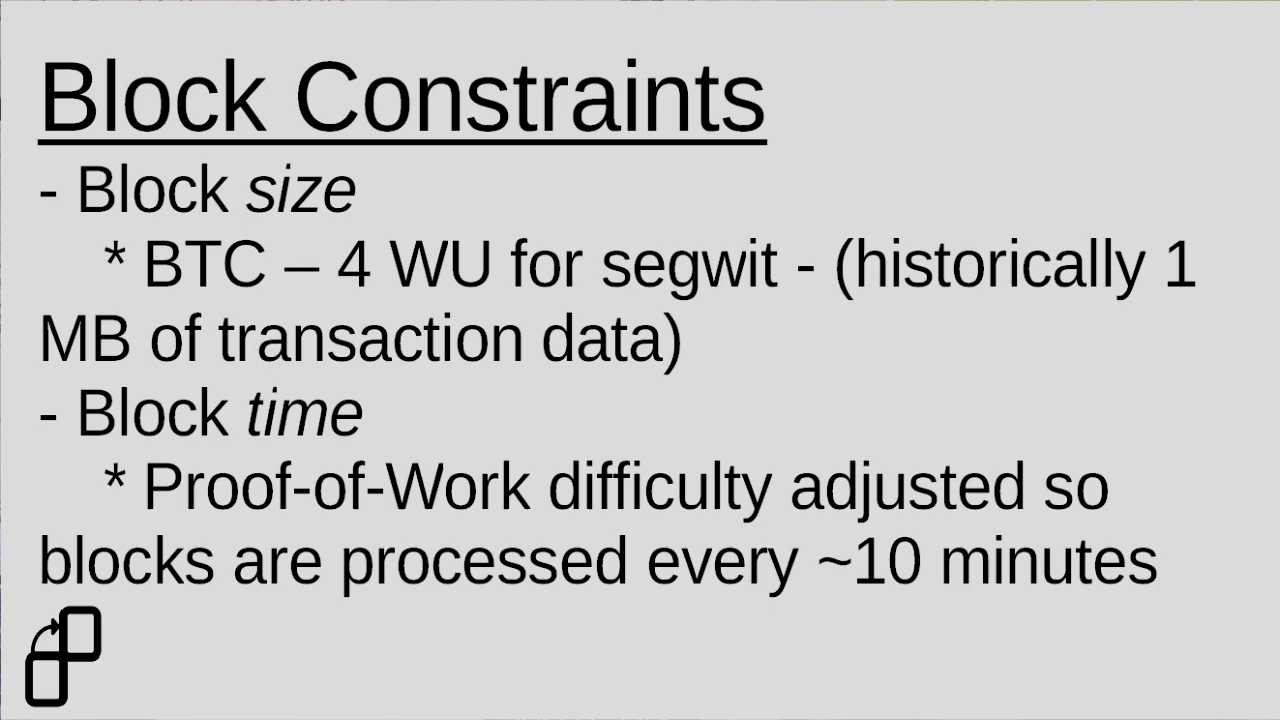 Block Constraints
- Block size
* BTC – 4 WU for segwit - (historically 1
MB of transaction data)
- Block time
* Proof-of-Work difficulty adjusted so
blocks are processed every ~10 minutes